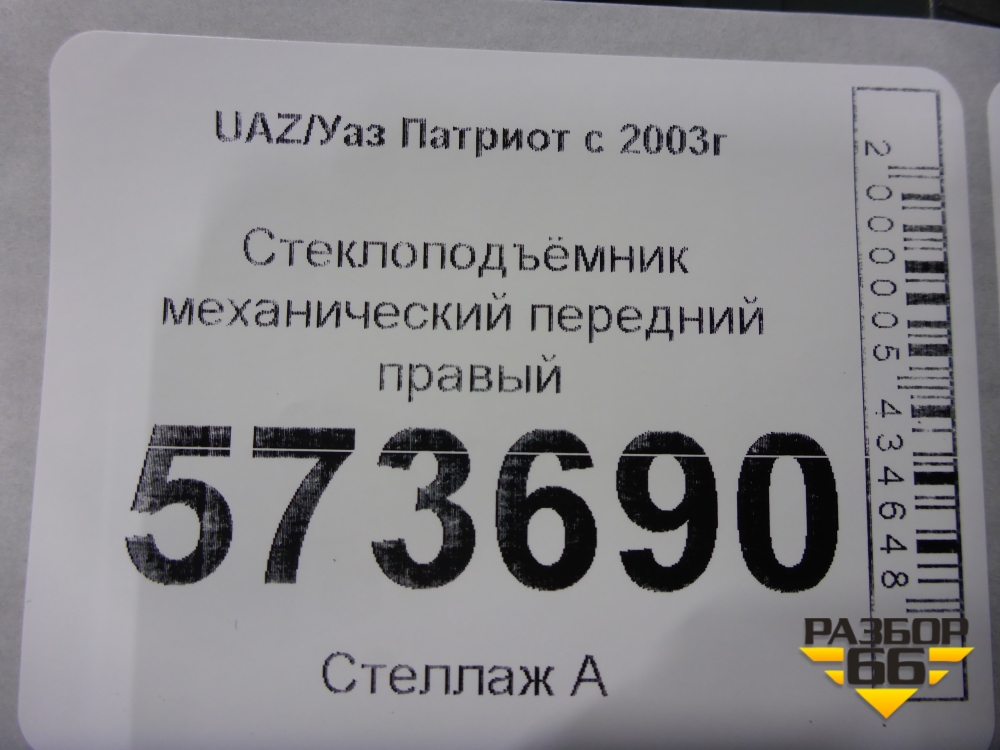 UAZ/Уаз Патриот с 2003г
Стеклоподъёмник
механический передний
правый
573690
Стеллаж А
2000005434648
РАЗБОР
66